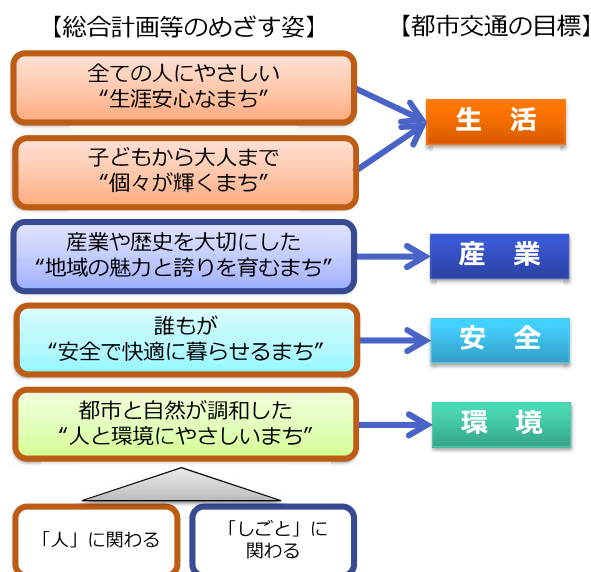 【総合計画等のめざす姿】
【都市交通の目標】
全ての人にやさしい
“生涯安心なまち”
子どもから大人まで
“個々が輝くまち”
生　活
産業や歴史を大切にした
“地域の魅力と誇りを育むまち”
産　業
誰もが
“安全で快適に暮らせるまち”
安　全
都市と自然が調和した
“人と環境にやさしいまち”
環　境
「人」に関わる
「しごと」に
関わる